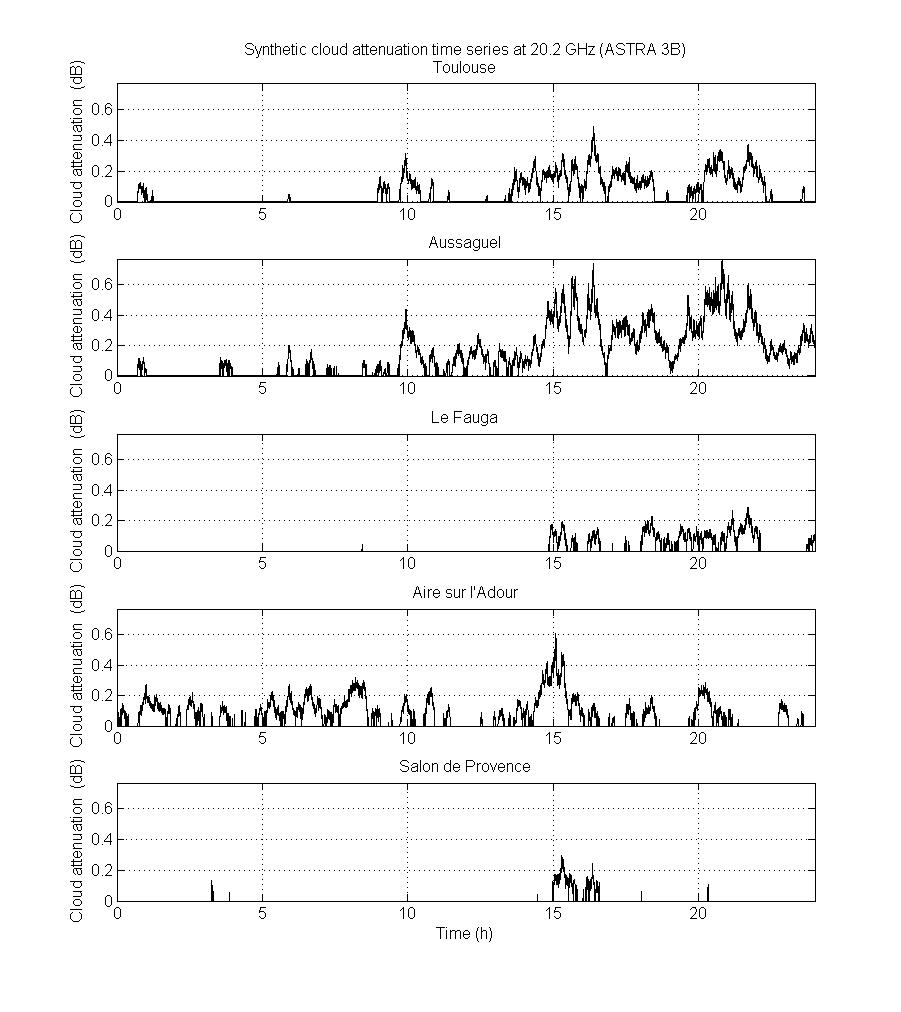 Synthetic cloud attenuation time series at 20.2 GHz (ASTRA 3B)
Toulouse
Cloud attenuation (dB)
0.6
0.4
0.2
0
0 5 10 15 20
Aussaguel
Cloud attenuation (dB)
0.6
0.4
0.2
0
0 5 10 15 20
Le Fauga
Cloud attenuation (dB)
0.6
0.4
0.2
0
0 5 10 15 20
Aire sur l'Adour
Cloud attenuation (dB)
0.6
0.4
0.2
0
0 5 10 15 20
Salon de Provence
Cloud attenuation (dB)
0.6
0.4
0.2
0
0 5 10 15 20
Time (h)